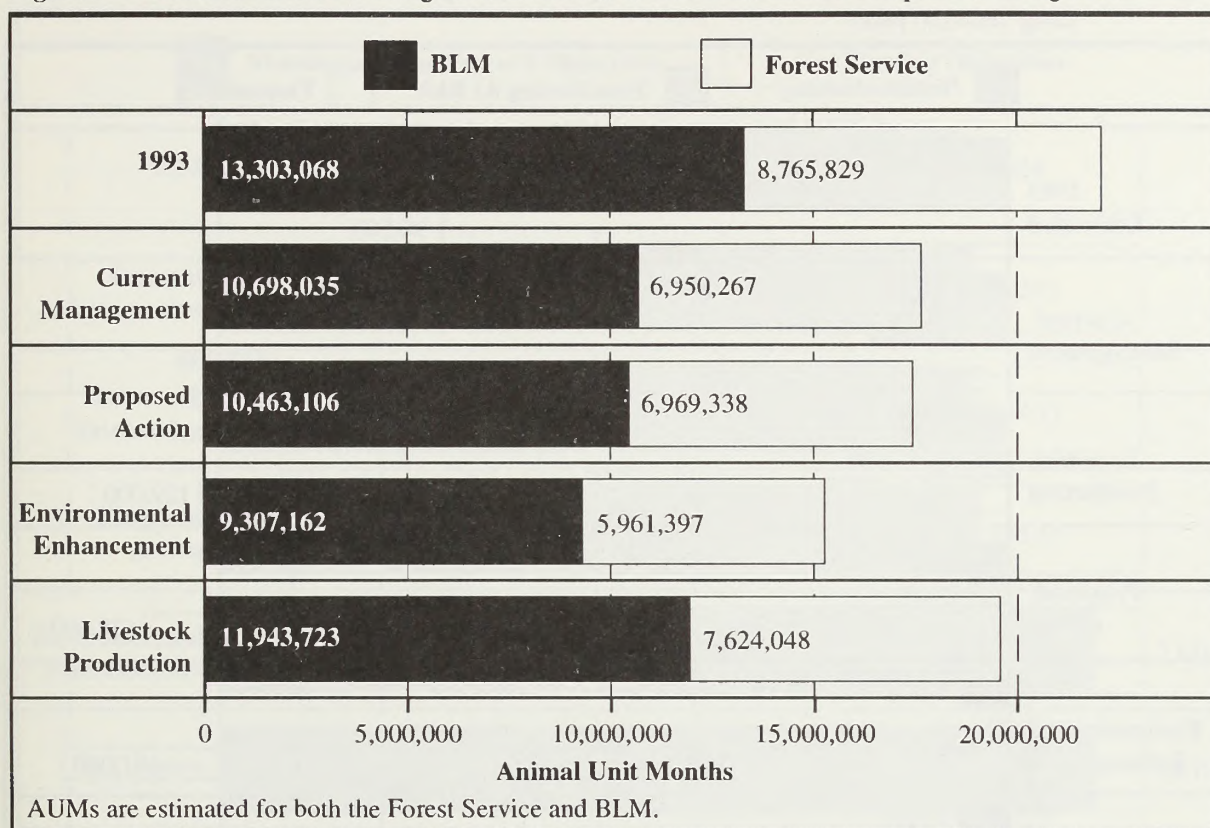 BLM Forest Service
1993 13,303,068 8,765,829
Current
Management 10,698,035 6,950,267
Proposed
Action 10,463,106 6,969,338
Environmental
Enhancement 9,307,162 5,961,397
Livestock
Production 11,943,723 7,624,048
0 5,000,000 10,000,000 15,000,000 20,000,000
Animal Unit Months
AUMs are estimated for both the Forest Service and BLM.